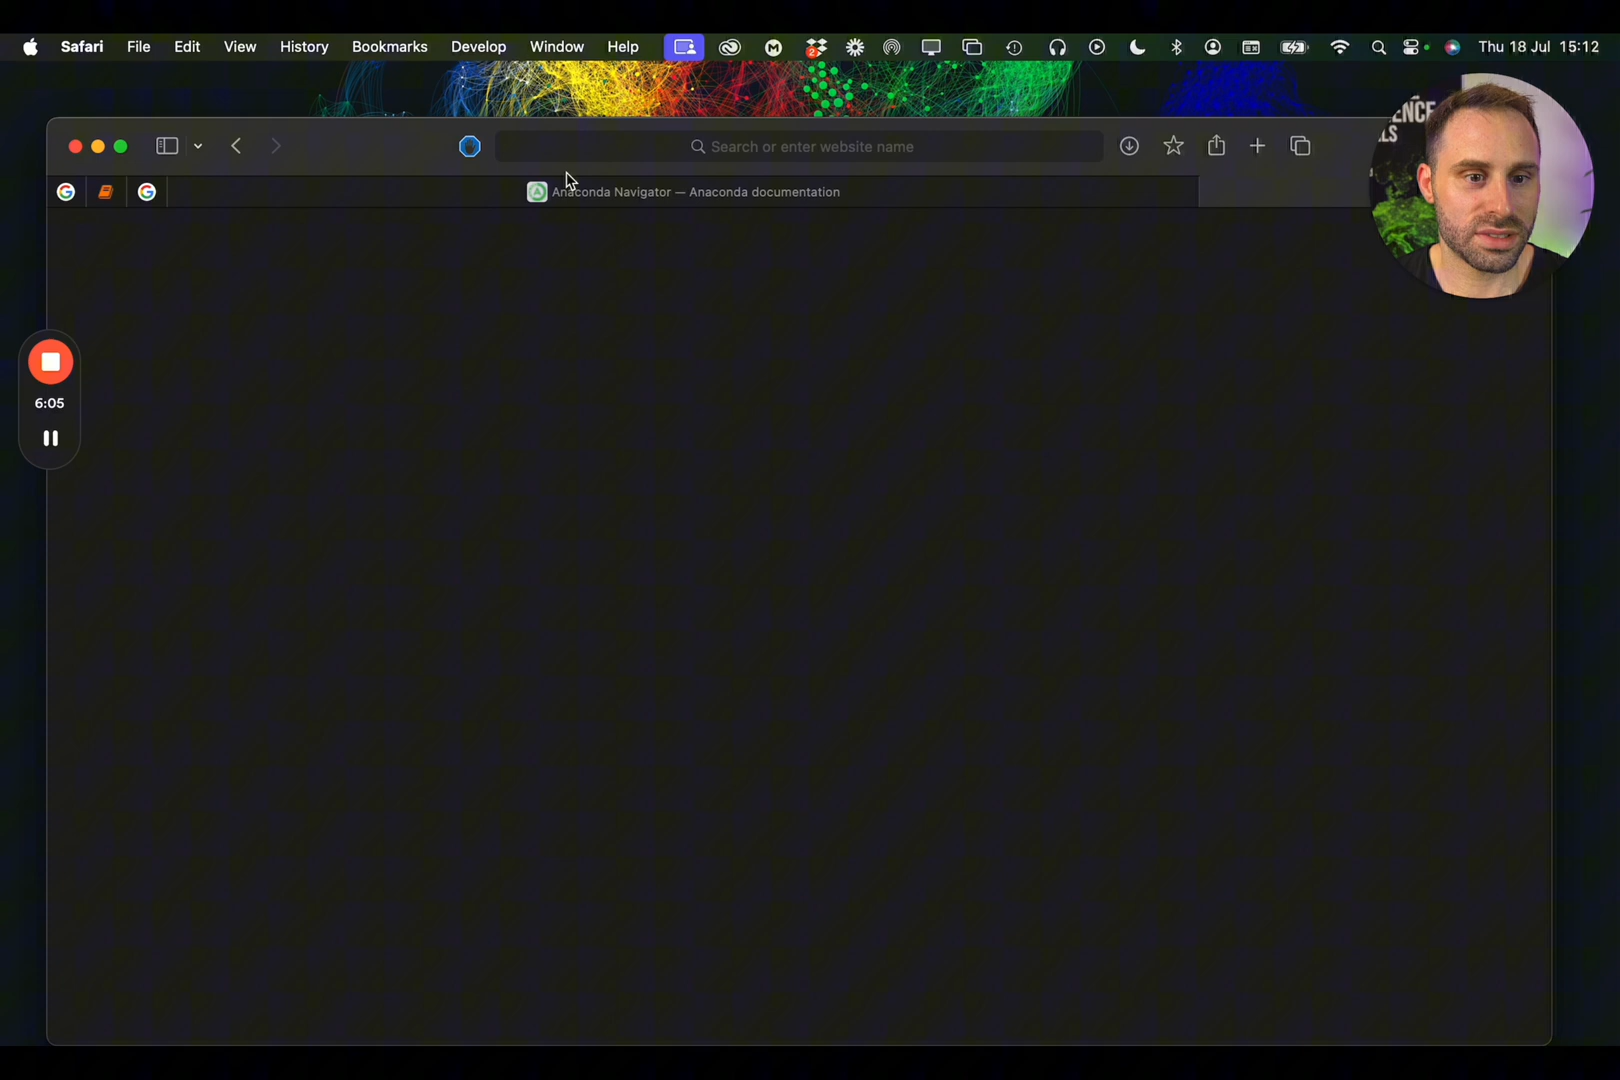 Safari File Edit View History Bookmarks Develop Window Help 2 Thu 18 Jul 15:12
Search or enter website name
G G Anaconda Navigator — Anaconda documentation
6:05